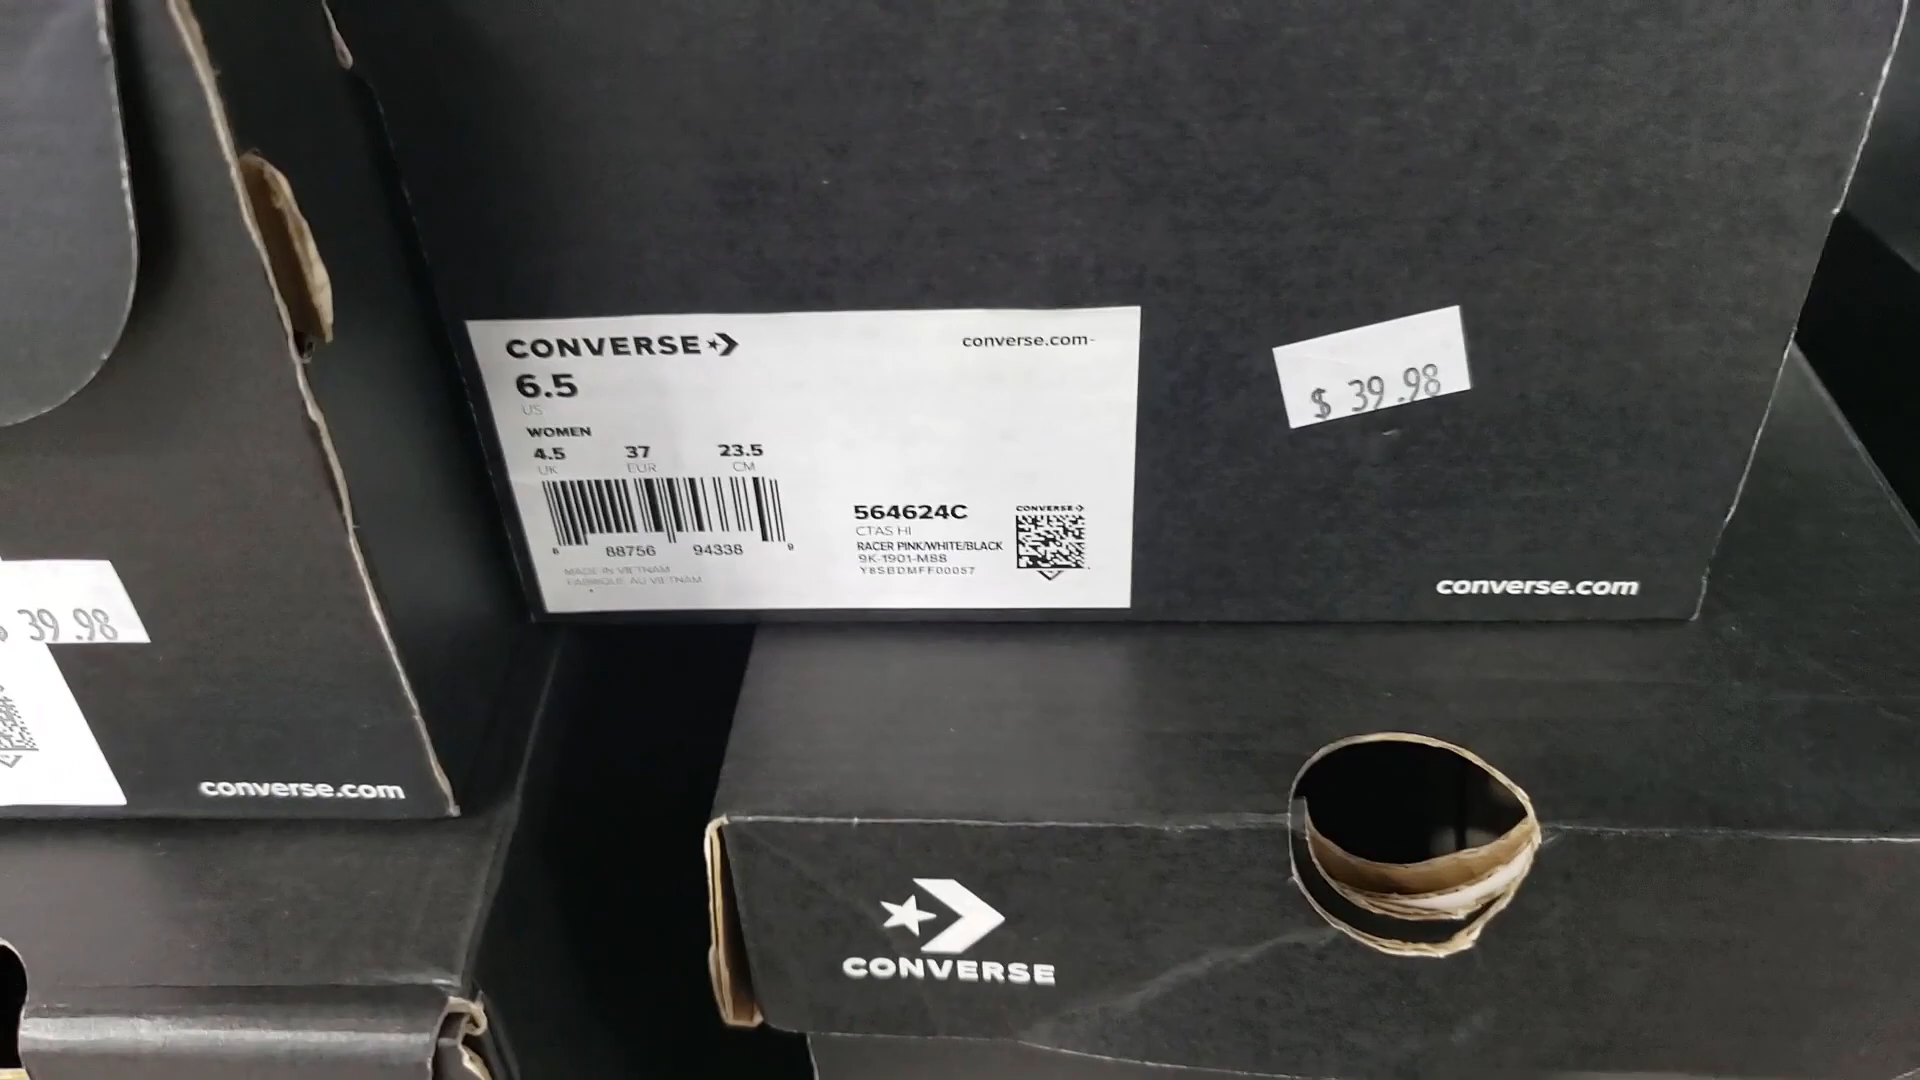 CONVERSE
converse.com
6.5
US
WOMEN
4.5 37 23.5
UK EUR CM
88756 94338 9
MADE IN VIETNAM
FABRIQUE AU VIETNAM
564624C
CTAS HI
RACER PINK/WHITE/BLACK
9K-1901-M88
CONVERSE
$ 39.98
converse.com
39.98
converse.com
CONVERSE